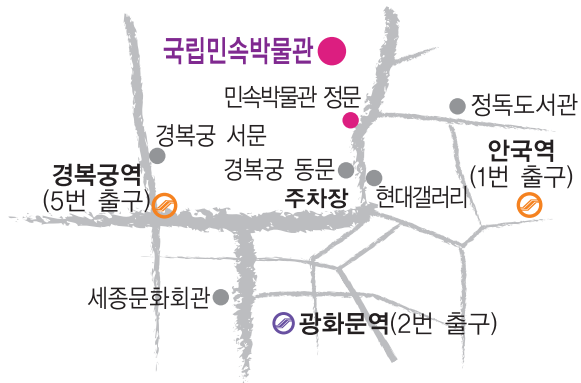 국립민속박물관
민속박물관 정문
정독도서관
경복궁 서문
안국역
(1번 출구)
경복궁역
(5번 출구)
경복궁 동문
주차장
현대갤러리
세종문화회관
광화문역(2번 출구)